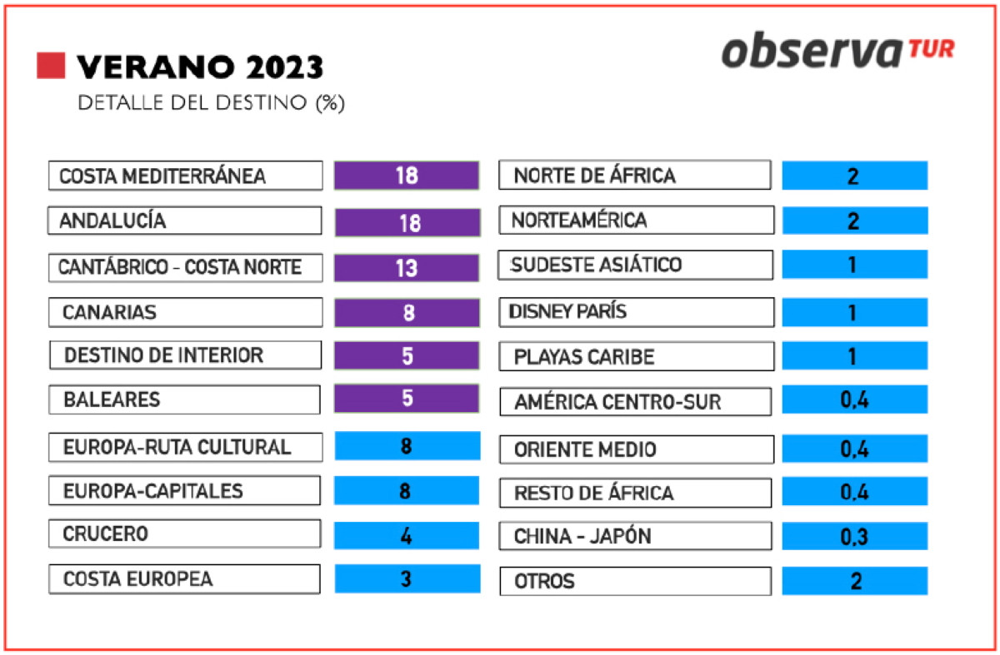 observa TUR
VERANO 2023
DETALLE DEL DESTINO (%)
COSTA MEDITERRÁNEA 18
ANDALUCÍA 18
CANTÁBRICO - COSTA NORTE 13
CANARIAS 8
DESTINO DE INTERIOR 5
BALEARES 5
EUROPA-RUTA CULTURAL 8
EUROPA-CAPITALES 8
CRUCERO 4
COSTA EUROPEA 3
NORTE DE ÁFRICA 2
NORTEAMÉRICA 2
SUDESTE ASIÁTICO 1
DISNEY PARÍS 1
PLAYAS CARIBE 1
AMÉRICA CENTRO-SUR 0,4
ORIENTE MEDIO 0,4
RESTO DE ÁFRICA 0,4
CHINA - JAPÓN 0,3
OTROS 2